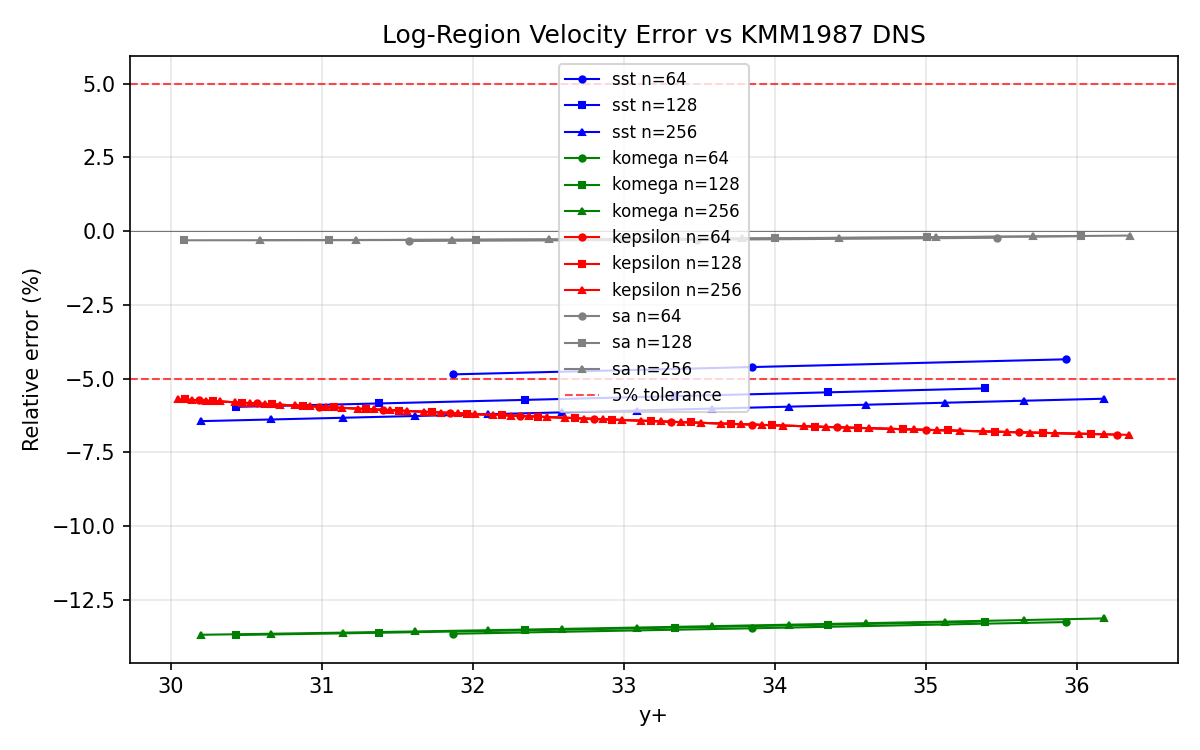 Log-Region Velocity Error vs KMM1987 DNS
5.0
2.5
0.0
−2.5
−5.0
−7.5
−10.0
−12.5
Relative error (%)
sst n=64
sst n=128
sst n=256
komega n=64
komega n=128
komega n=256
kepsilon n=64
kepsilon n=128
kepsilon n=256
sa n=64
sa n=128
sa n=256
5% tolerance
30 31 32 33 34 35 36
y+